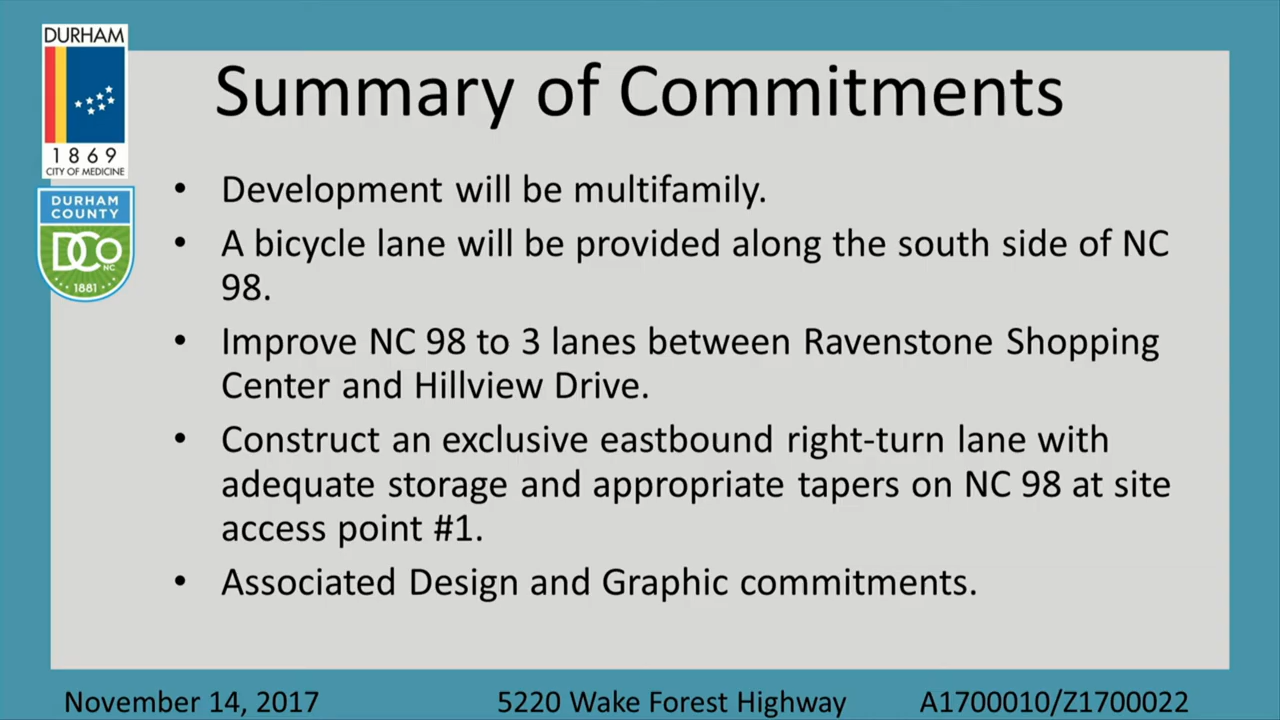 DURHAM
1869
CITY OF MEDICINE
DURHAM
COUNTY
DCo
NC
1881
Summary of Commitments
• Development will be multifamily.
• A bicycle lane will be provided along the south side of NC
98.
• Improve NC 98 to 3 lanes between Ravenstone Shopping
Center and Hillview Drive.
• Construct an exclusive eastbound right-turn lane with
adequate storage and appropriate tapers on NC 98 at site
access point #1.
• Associated Design and Graphic commitments.
November 14, 2017 5220 Wake Forest Highway A1700010/Z1700022